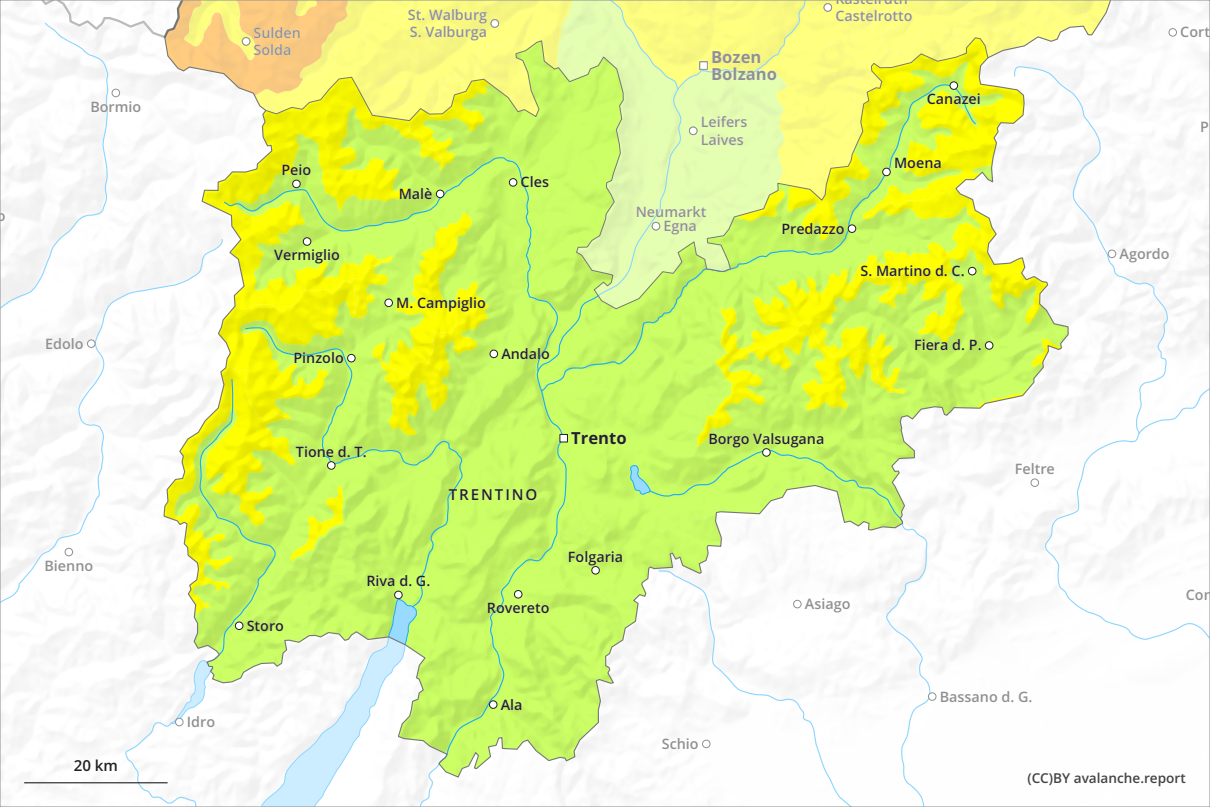 Kastelruth
Castelrotto
St. Walburg
S. Valburga
Sulden
Solda
Cort
Bozen
Bolzano
Bormio
Canazei
Leifers
Laives
P
Moena
Peio
Malè
Cles
Neumarkt
Egna
Predazzo
Vermiglio
Agordo
S. Martino d. C.
M. Campiglio
Edolo
Pinzolo
Andalo
Fiera d. P.
Trento
Borgo Valsugana
Tione d. T.
Feltre
TRENTINO
Bienno
Folgaria
Riva d. G.
Cor
Rovereto
Asiago
Storo
Bassano d. G.
Ala
Idro
Schio
20 km
(CC)BY avalanche.report